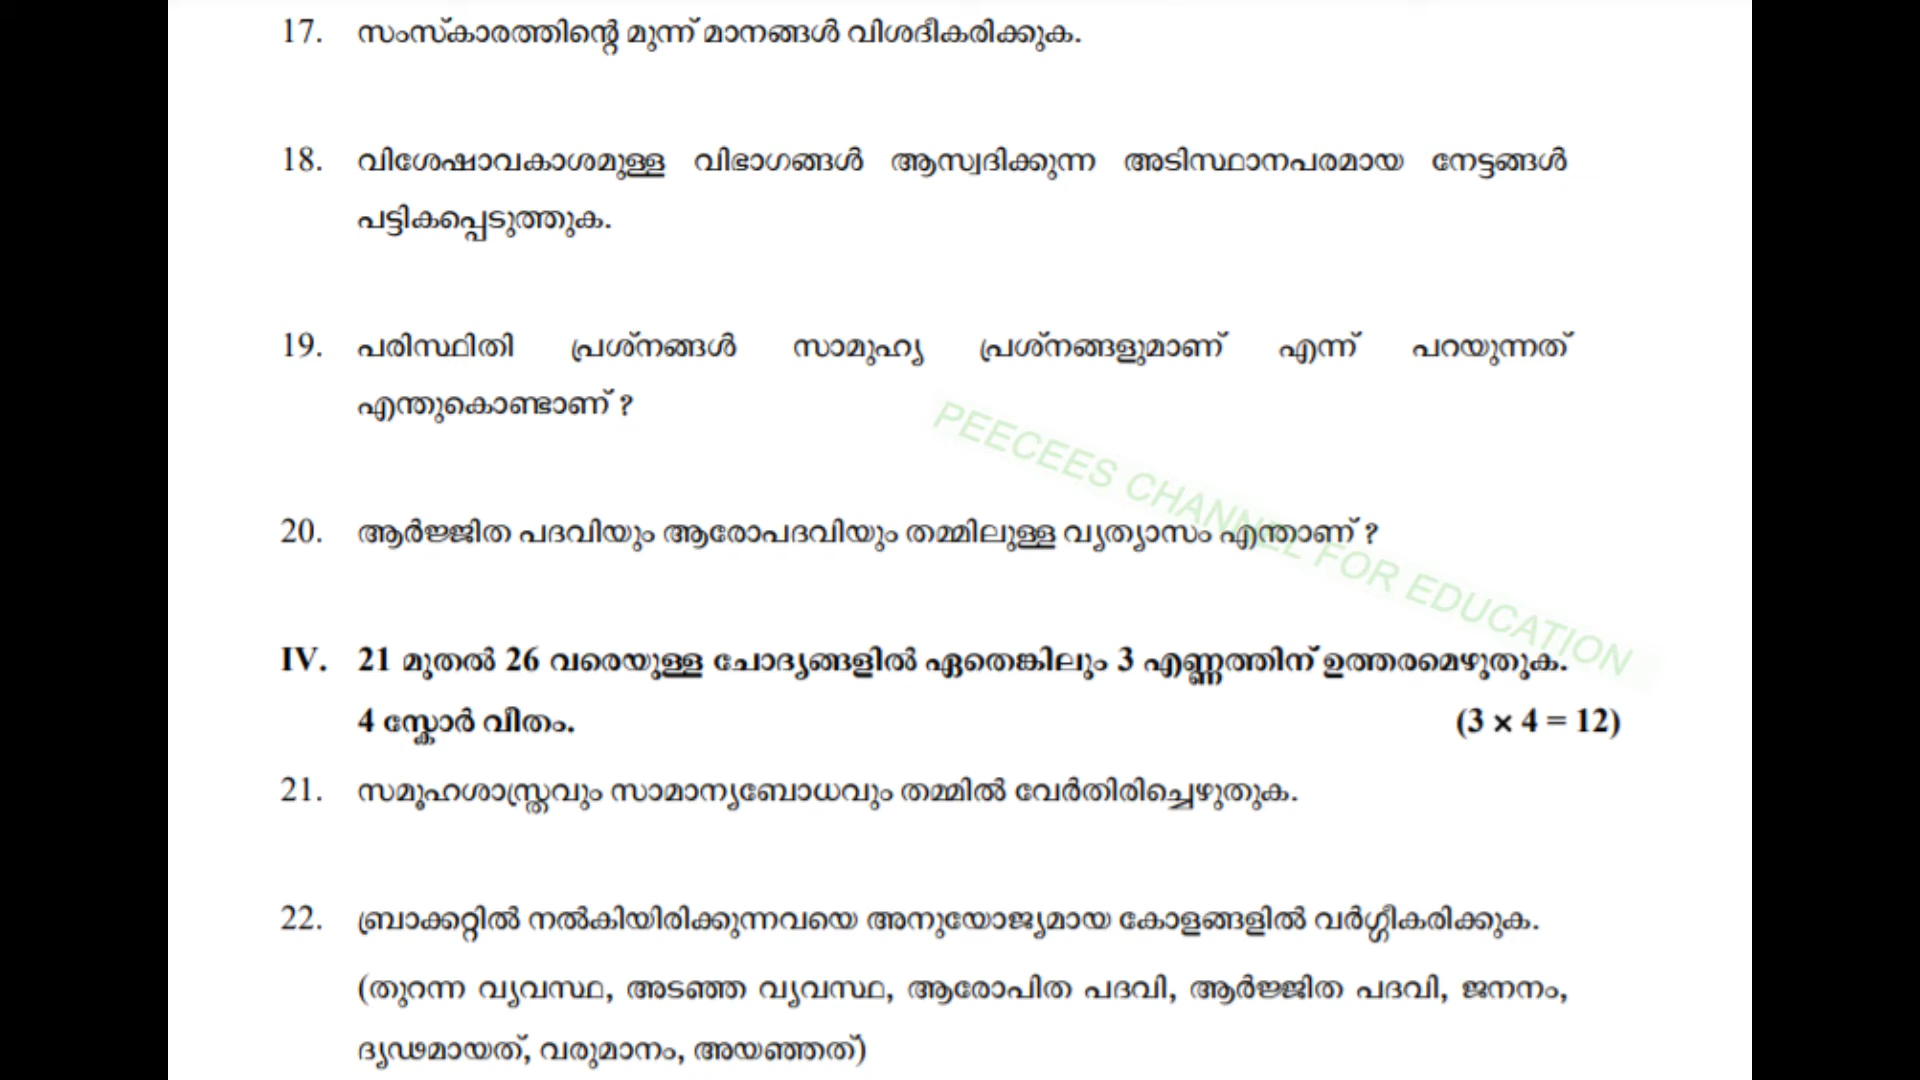 17. സംസ്കാരത്തിന്റെ മുന്ന് മാനങ്ങൾ വിശദീകരിക്കുക.
18. വിശേഷാവകാശമുള്ള വിഭാഗങ്ങൾ ആസ്വദിക്കുന്ന അടിസ്ഥാനപരമായ നേട്ടങ്ങൾ
പട്ടികപ്പെടുത്തുക.
19. പരിസ്ഥിതി പ്രശ്നങ്ങൾ സാമുഹ്യ പ്രശ്നങ്ങളുമാണ് എന്ന് പറയുന്നത്
എന്തുകൊണ്ടാണ് ?
PEECEES CHANNEL FOR EDUCATION
20. ആർജ്ജിത പദവിയും ആരോപദവിയും തമ്മിലുള്ള വ്യത്യാസം എന്താണ് ?
IV. 21 മുതൽ 26 വരെയുള്ള ചോദ്യങ്ങളിൽ ഏതെങ്കിലും 3 എണ്ണത്തിന് ഉത്തരമെഴുതുക.
4 സ്കോർ വീതം. (3 × 4 = 12)
21. സമൂഹശാസ്ത്രവും സാമാന്യബോധവും തമ്മിൽ വേർതിരിച്ചെഴുതുക.
22. ബ്രാക്കറ്റിൽ നൽകിയിരിക്കുന്നവയെ അനുയോജ്യമായ കോളങ്ങളിൽ വർഗ്ഗീകരിക്കുക.
(തുറന്ന വ്യവസ്ഥ, അടഞ്ഞ വ്യവസ്ഥ, ആരോപിത പദവി, ആർജ്ജിത പദവി, ജനനം,
ദൃഢമായത്, വരുമാനം, അയഞ്ഞത്)